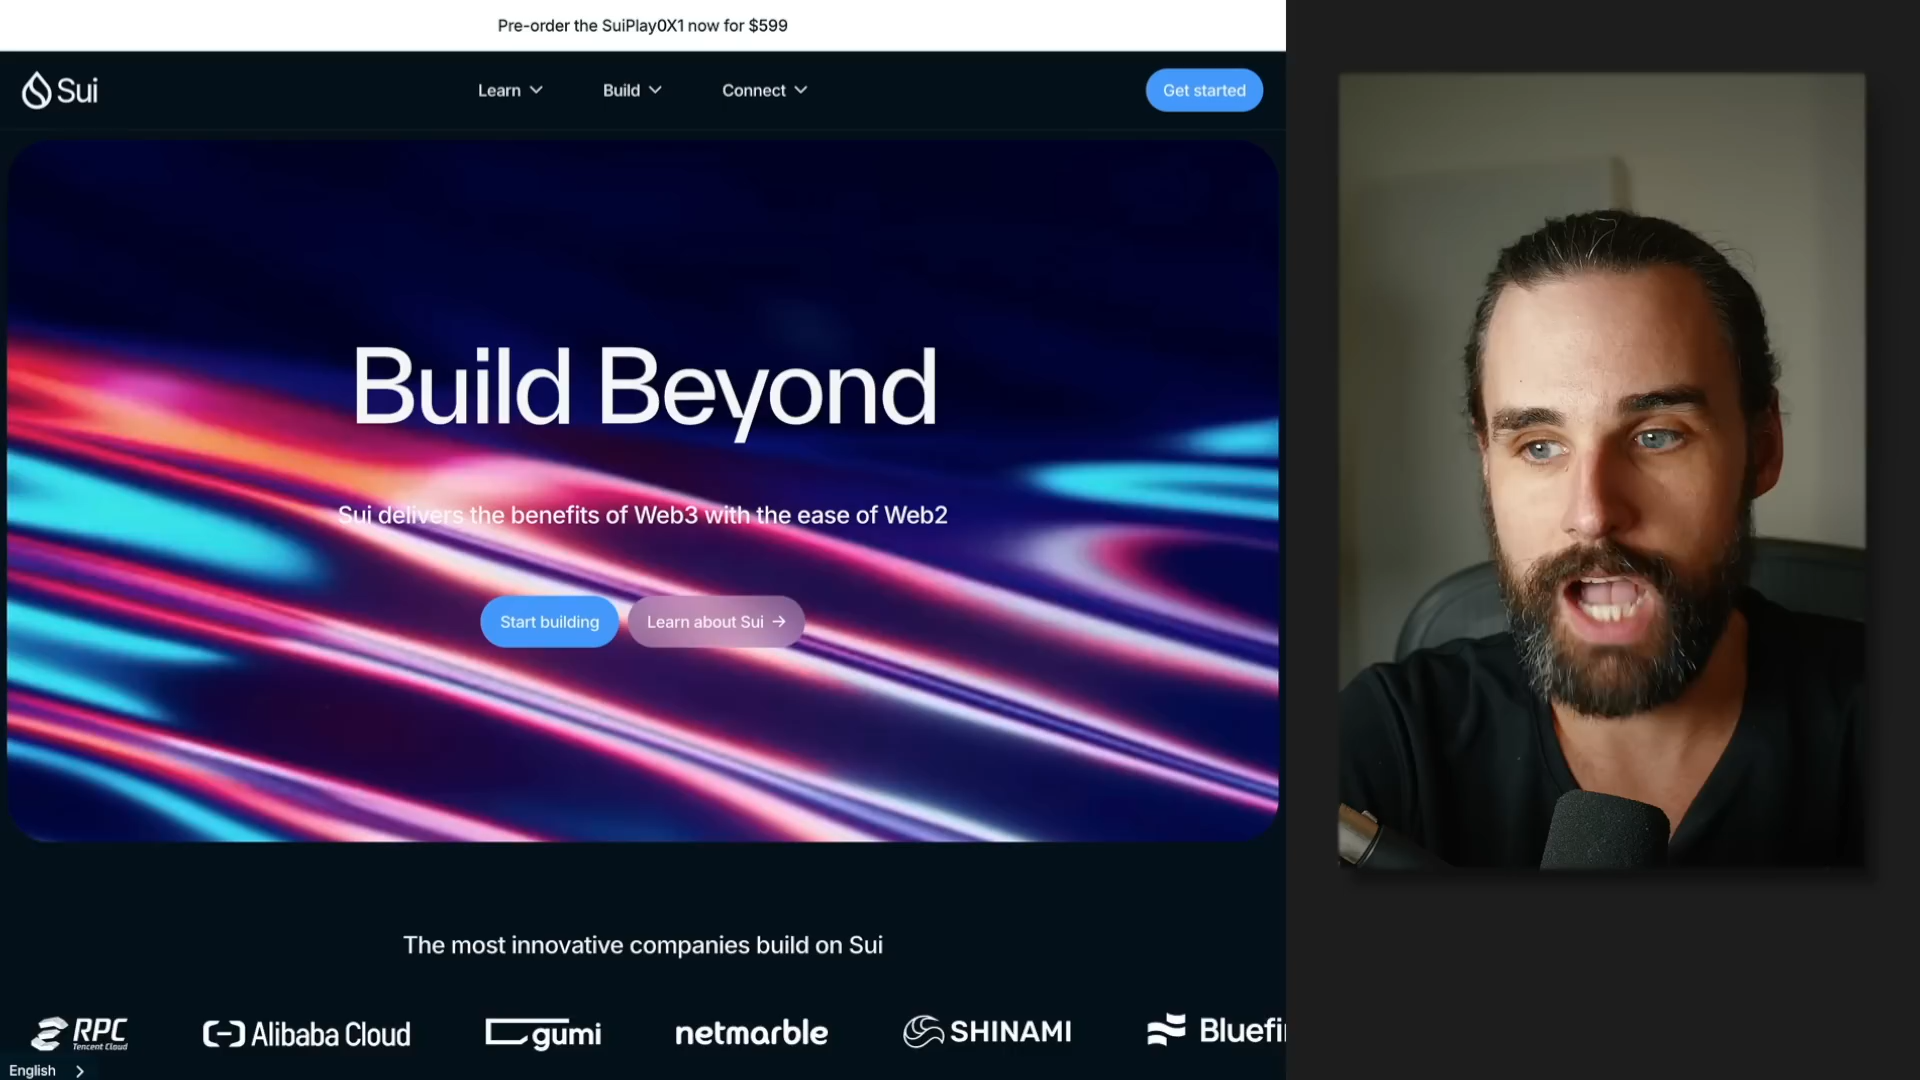 Pre-order the SuiPlay0X1 now for $599
Sui
Learn
Build
Connect
Get started
Build Beyond
Sui delivers the benefits of Web3 with the ease of Web2
Start building
Learn about Sui →
The most innovative companies build on Sui
RPC
Tencent Cloud
Alibaba Cloud
gumi
netmarble
SHINAMI
Bluefi
English